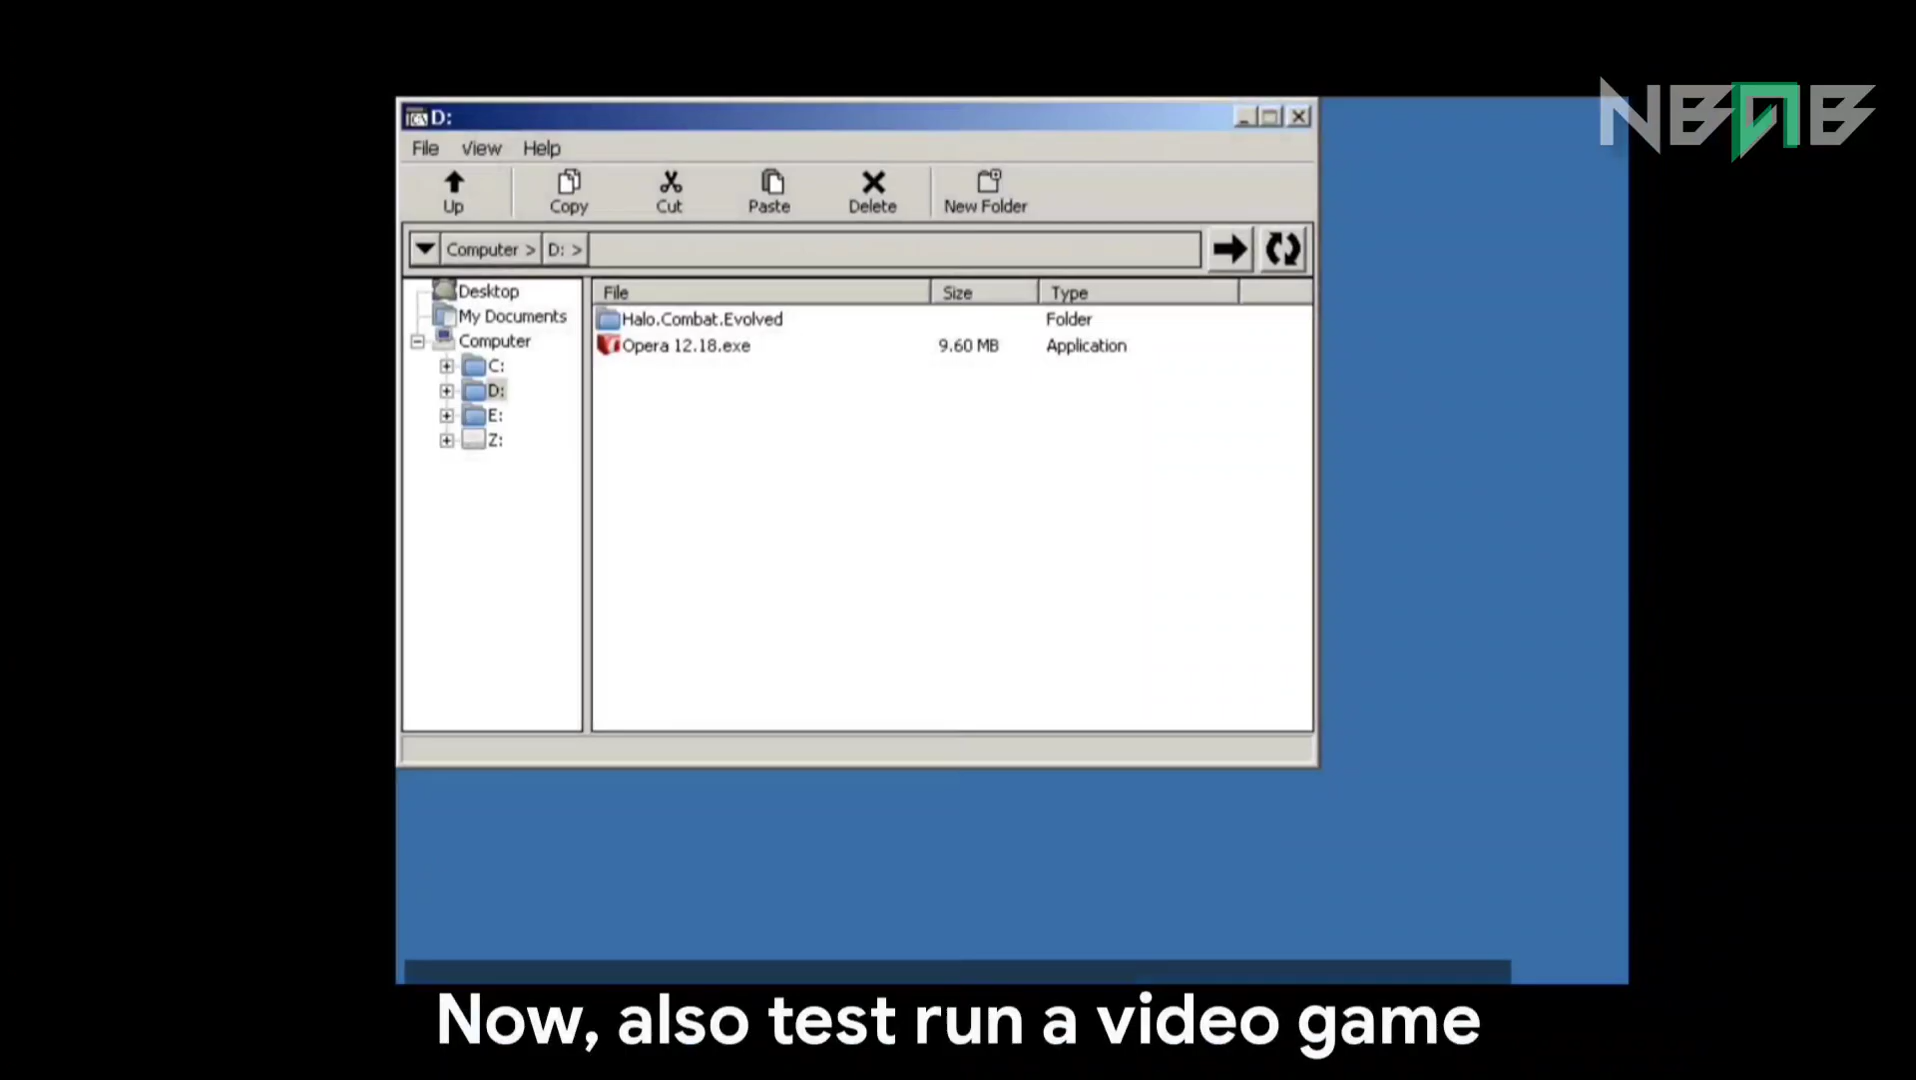 NBAB
D:
File View Help
Up Copy Cut Paste Delete New Folder
Computer > D: >
Desktop
My Documents
Computer
C:
D:
E:
Z:
File Size Type
Halo.Combat.Evolved Folder
Opera 12.18.exe 9.60 MB Application
Now, also test run a video game